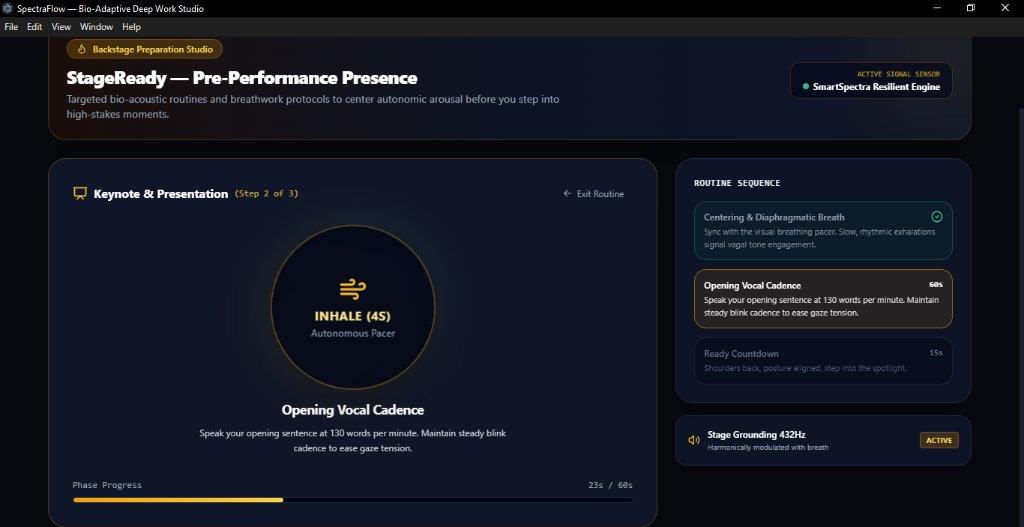 SpectraFlow — Bio-Adaptive Deep Work Studio
File Edit View Window Help
Backstage Preparation Studio
StageReady — Pre-Performance Presence
Targeted bio-acoustic routines and breathwork protocols to center autonomic arousal before you step into
high-stakes moments.
ACTIVE SIGNAL SENSOR
SmartSpectra Resilient Engine
Keynote & Presentation (Step 2 of 3)
← Exit Routine
INHALE (4S)
Autonomous Pacer
Opening Vocal Cadence
Speak your opening sentence at 130 words per minute. Maintain steady blink
cadence to ease gaze tension.
Phase Progress 23s / 60s
ROUTINE SEQUENCE
Centering & Diaphragmatic Breath
Sync with the visual breathing pacer. Slow, rhythmic exhalations
signal vagal tone engagement.
Opening Vocal Cadence 60s
Speak your opening sentence at 130 words per minute. Maintain
steady blink cadence to ease gaze tension.
Ready Countdown 15s
Shoulders back, posture aligned, step into the spotlight.
Stage Grounding 432Hz
Harmonically modulated with breath
ACTIVE